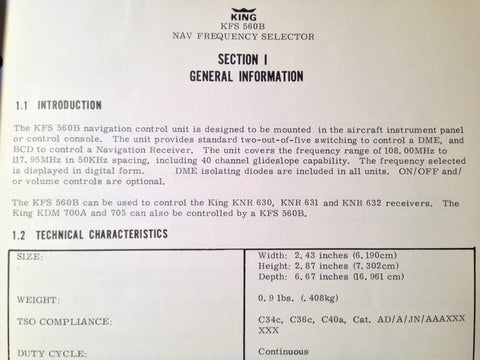 KING
KFS 560B
NAV FREQUENCY SELECTOR
SECTION I
GENERAL INFORMATION
1.1 INTRODUCTION
The KFS 560B navigation control unit is designed to be mounted in the aircraft instrument panel
or control console. The unit provides standard two-out-of-five switching to control a DME, and
BCD to control a Navigation Receiver. The unit covers the frequency range of 108.00MHz to
117.95MHz in 50KHz spacing, including 40 channel glideslope capability. The frequency selected
is displayed in digital form. DME isolating diodes are included in all units. ON/OFF and/
or volume controls are optional.
The KFS 560B can be used to control the King KNR 630, KNR 631 and KNR 632 receivers. The
King KDM 700A and 705 can also be controlled by a KFS 560B.
1.2 TECHNICAL CHARACTERISTICS
SIZE: Width: 2.43 inches (6.190cm)
Height: 2.87 inches (7.302cm)
Depth: 6.67 inches (16.961 cm)
WEIGHT: 0.9 lbs. (.408kg)
TSO COMPLIANCE: C34c, C36c, C40a, Cat. AD/A/JN/AAAXXX
XXX
DUTY CYCLE: Continuous